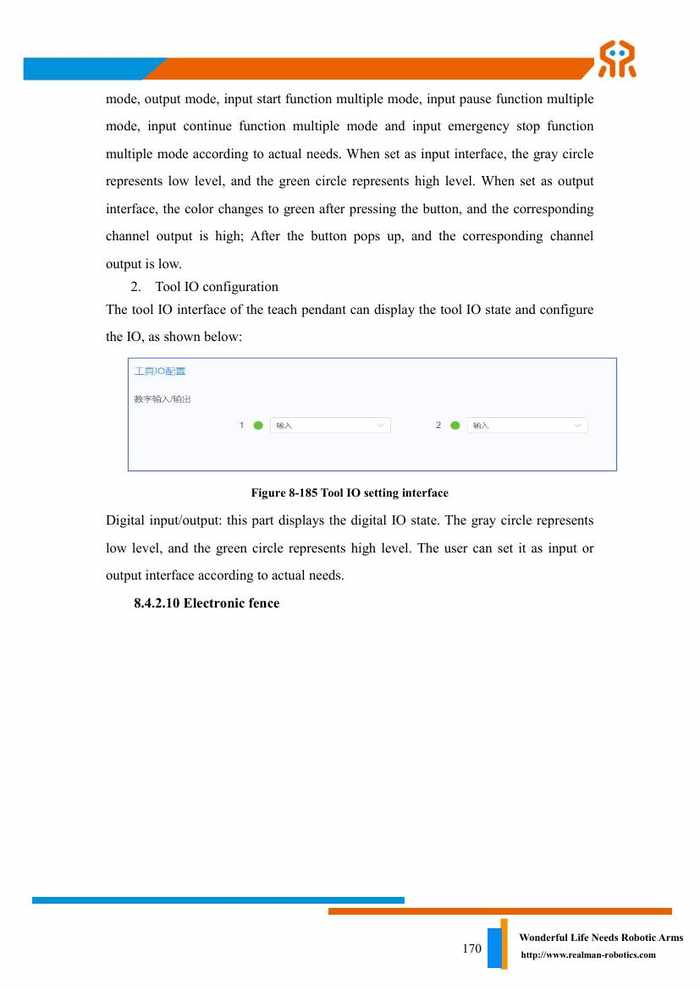 mode, output mode, input start function multiple mode, input pause function multiple
mode, input continue function multiple mode and input emergency stop function
multiple mode according to actual needs. When set as input interface, the gray circle
represents low level, and the green circle represents high level. When set as output
interface, the color changes to green after pressing the button, and the corresponding
channel output is high; After the button pops up, and the corresponding channel
output is low.
2. Tool IO configuration
The tool IO interface of the teach pendant can display the tool IO state and configure
the IO, as shown below:
工具IO配置
数字输入/输出
1 输入 2 输入
Figure 8-185 Tool IO setting interface
Digital input/output: this part displays the digital IO state. The gray circle represents
low level, and the green circle represents high level. The user can set it as input or
output interface according to actual needs.
8.4.2.10 Electronic fence
170
Wonderful Life Needs Robotic Arms
http://www.realman-robotics.com